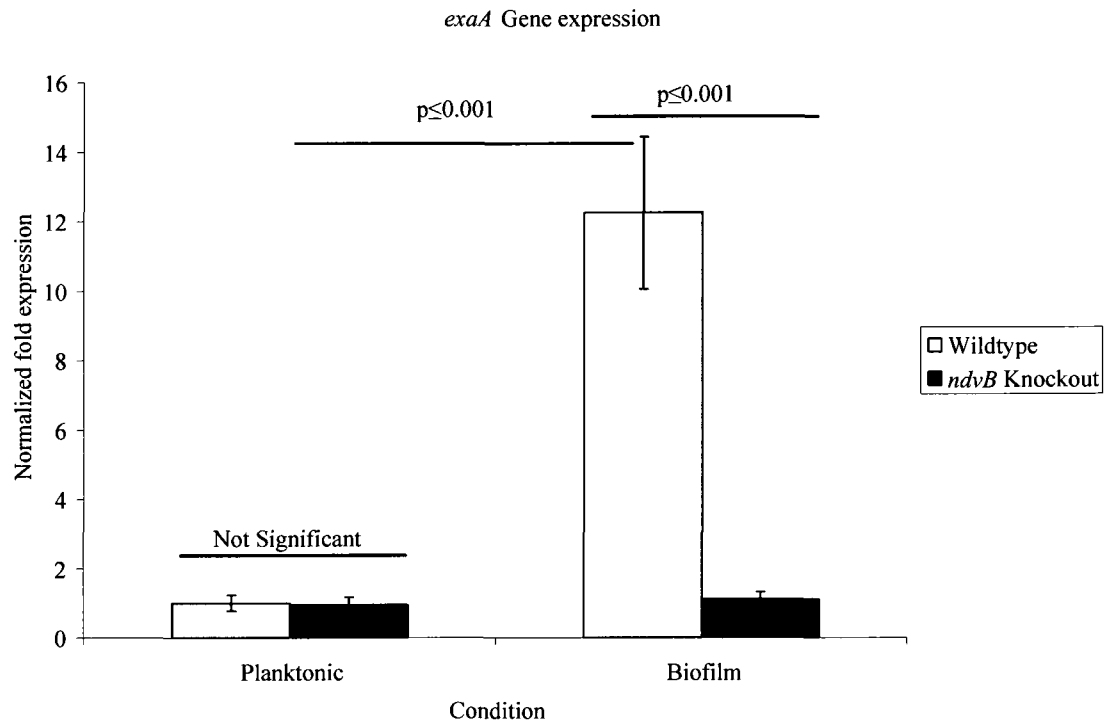 exaA Gene expression
16
14
12
10
8
6
4
2
0
Normalized fold expression
p≤0.001
p≤0.001
Not Significant
Planktonic
Biofilm
Condition
Wildtype
ndvB Knockout